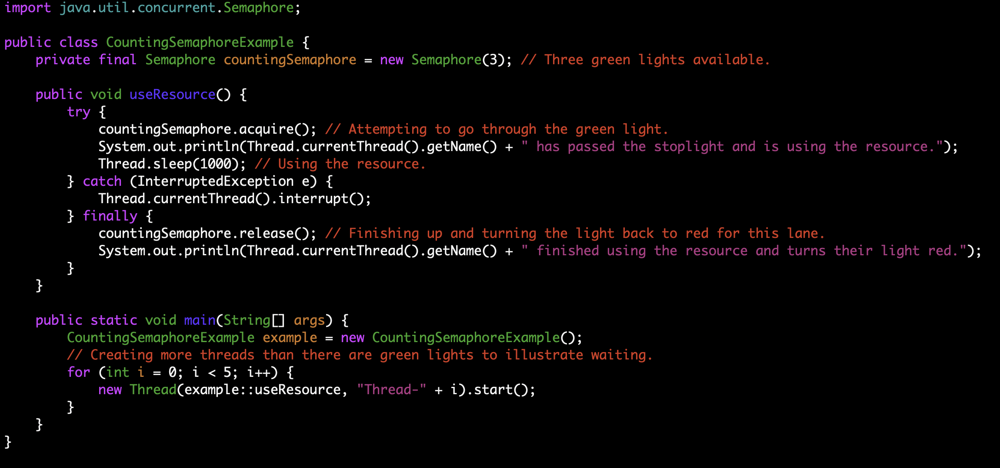 import java.util.concurrent.Semaphore;

public class CountingSemaphoreExample {
    private final Semaphore countingSemaphore = new Semaphore(3); // Three green lights available.

    public void useResource() {
        try {
            countingSemaphore.acquire(); // Attempting to go through the green light.
            System.out.println(Thread.currentThread().getName() + " has passed the stoplight and is using the resource.");
            Thread.sleep(1000); // Using the resource.
        } catch (InterruptedException e) {
            Thread.currentThread().interrupt();
        } finally {
            countingSemaphore.release(); // Finishing up and turning the light back to red for this lane.
            System.out.println(Thread.currentThread().getName() + " finished using the resource and turns their light red.");
        }
    }

    public static void main(String[] args) {
        CountingSemaphoreExample example = new CountingSemaphoreExample();
        // Creating more threads than there are green lights to illustrate waiting.
        for (int i = 0; i < 5; i++) {
            new Thread(example::useResource, "Thread-" + i).start();
        }
    }
}